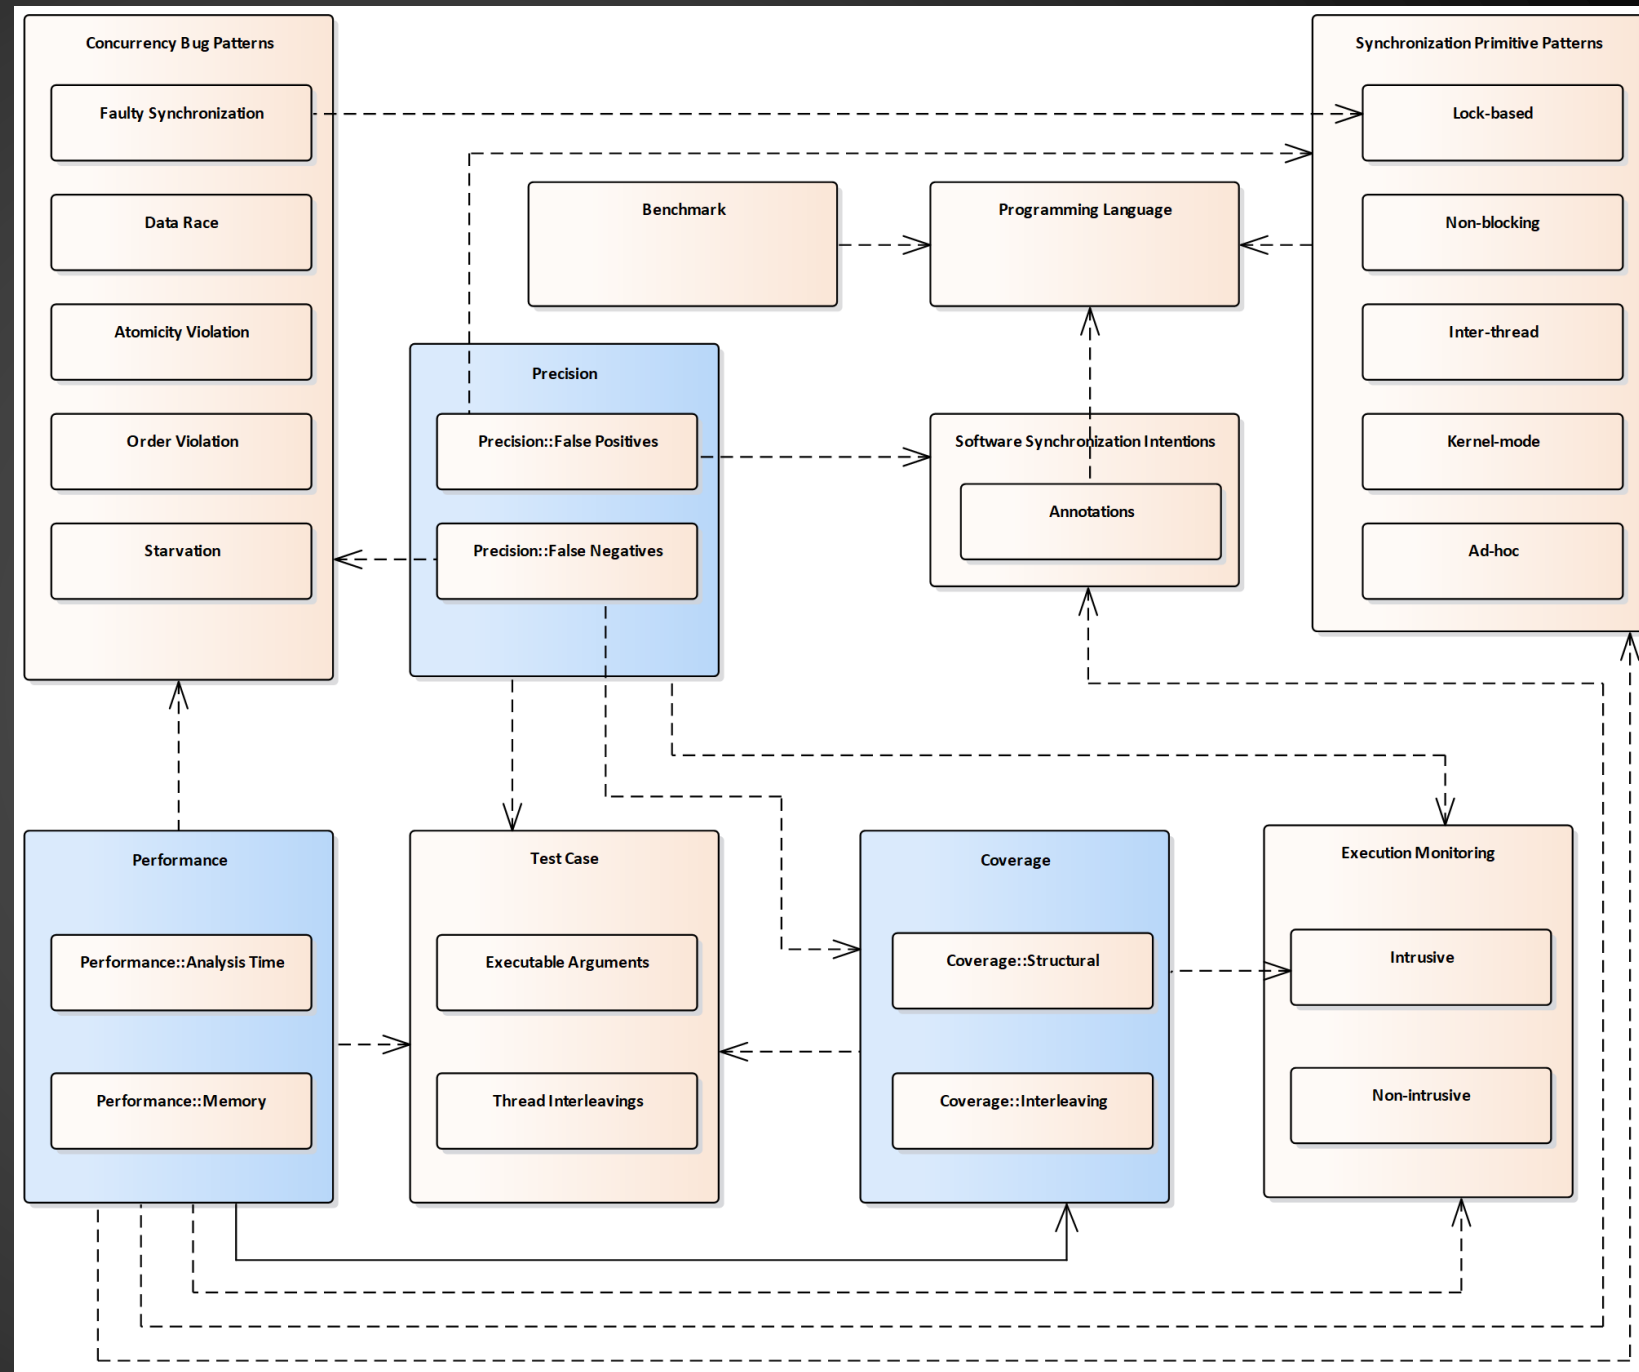 Concurrency Bug Patterns
Faulty Synchronization
Data Race
Atomicity Violation
Order Violation
Starvation
Synchronization Primitive Patterns
Lock-based
Non-blocking
Inter-thread
Kernel-mode
Ad-hoc
Benchmark
Programming Language
Precision
Precision::False Positives
Precision::False Negatives
Software Synchronization Intentions
Annotations
Performance
Performance::Analysis Time
Performance::Memory
Test Case
Executable Arguments
Thread Interleavings
Coverage
Coverage::Structural
Coverage::Interleaving
Execution Monitoring
Intrusive
Non-intrusive